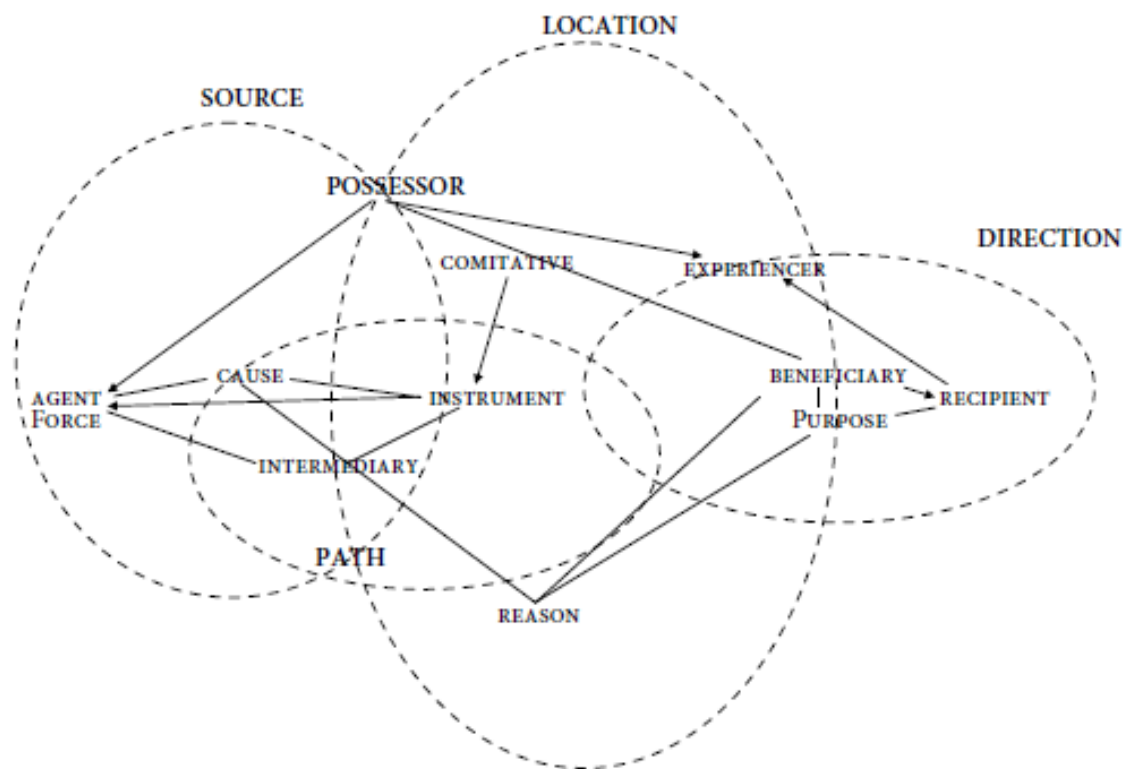 LOCATION
SOURCE
POSSESSOR
DIRECTION
COMITATIVE
EXPERIENCER
CAUSE
BENEFICIARY
AGENT
INSTRUMENT
RECIPIENT
FORCE
PURPOSE
INTERMEDIARY
PATH
REASON